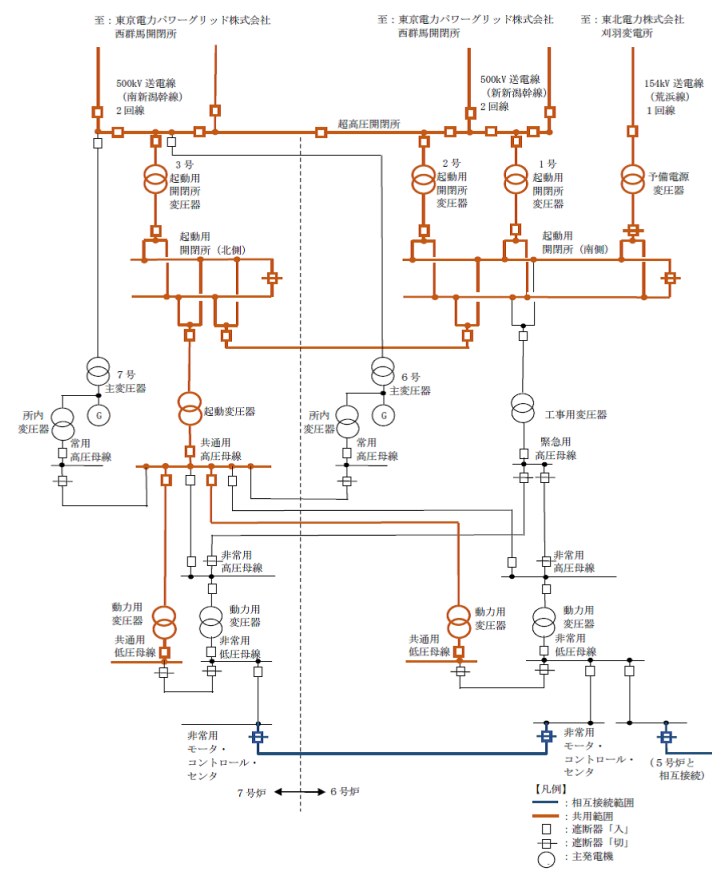 至：東京電力パワーグリッド株式会社
西群馬開閉所
至：東京電力パワーグリッド株式会社
西群馬開閉所
至：東北電力株式会社
刈羽変電所
500kV 送電線
（南新潟幹線）
2回線
500kV 送電線
（新新潟幹線）
2回線
154kV 送電線
（荒浜線）
1回線
超高圧開閉所
3号
起動用
開閉所
変圧器
2号
起動用
開閉所
変圧器
1号
起動用
開閉所
変圧器
予備電源
変圧器
起動用
開閉所（北側）
起動用
開閉所（南側）
7号
主変圧器
6号
主変圧器
所内
変圧器
G
起動変圧器
所内
変圧器
G
工事用変圧器
常用
高圧母線
共通用
高圧母線
常用
高圧母線
緊急用
高圧母線
非常用
高圧母線
非常用
高圧母線
動力用
変圧器
動力用
変圧器
動力用
変圧器
動力用
変圧器
共通用
低圧母線
非常用
低圧母線
共通用
低圧母線
非常用
低圧母線
非常用
モータ・
コントロール・
センタ
非常用
モータ・
コントロール・
センタ
（5号炉と
相互接続）
7号炉
6号炉
【凡例】
：相互接続範囲
：共用範囲
：遮断器「入」
：遮断器「切」
：主発電機